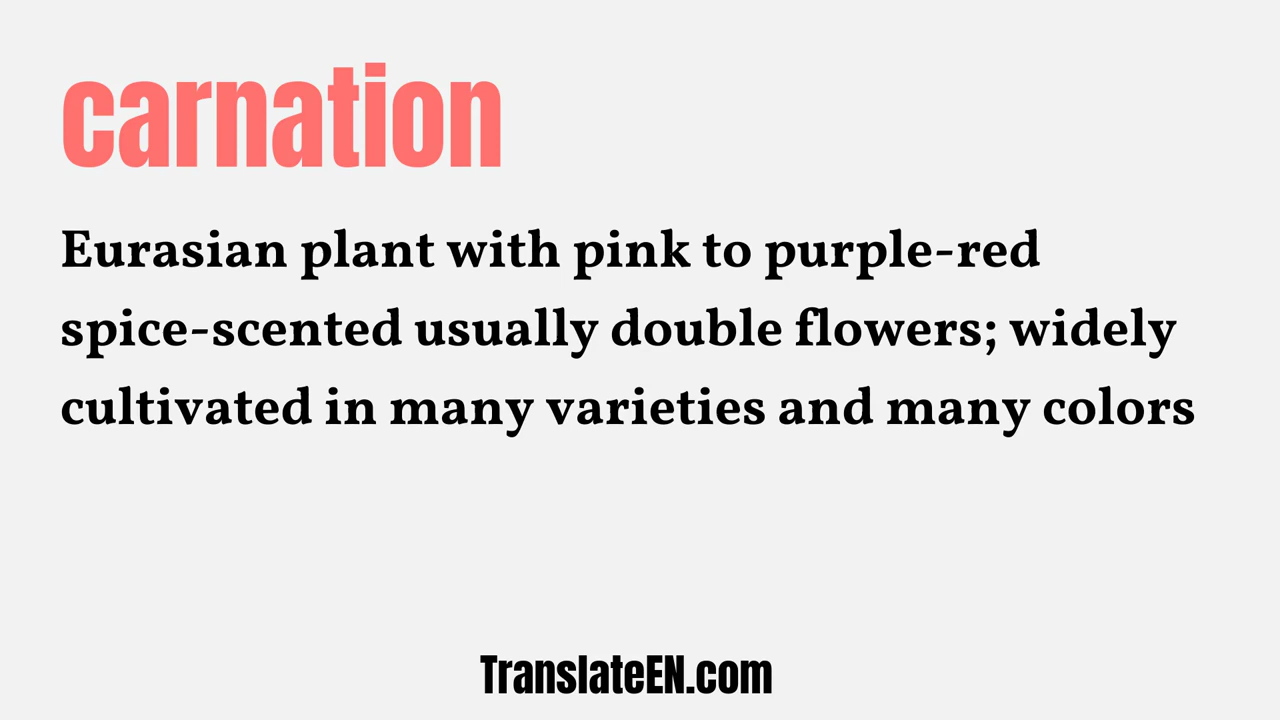 carnation
Eurasian plant with pink to purple-red
spice-scented usually double flowers; widely
cultivated in many varieties and many colors
TranslateEN.com